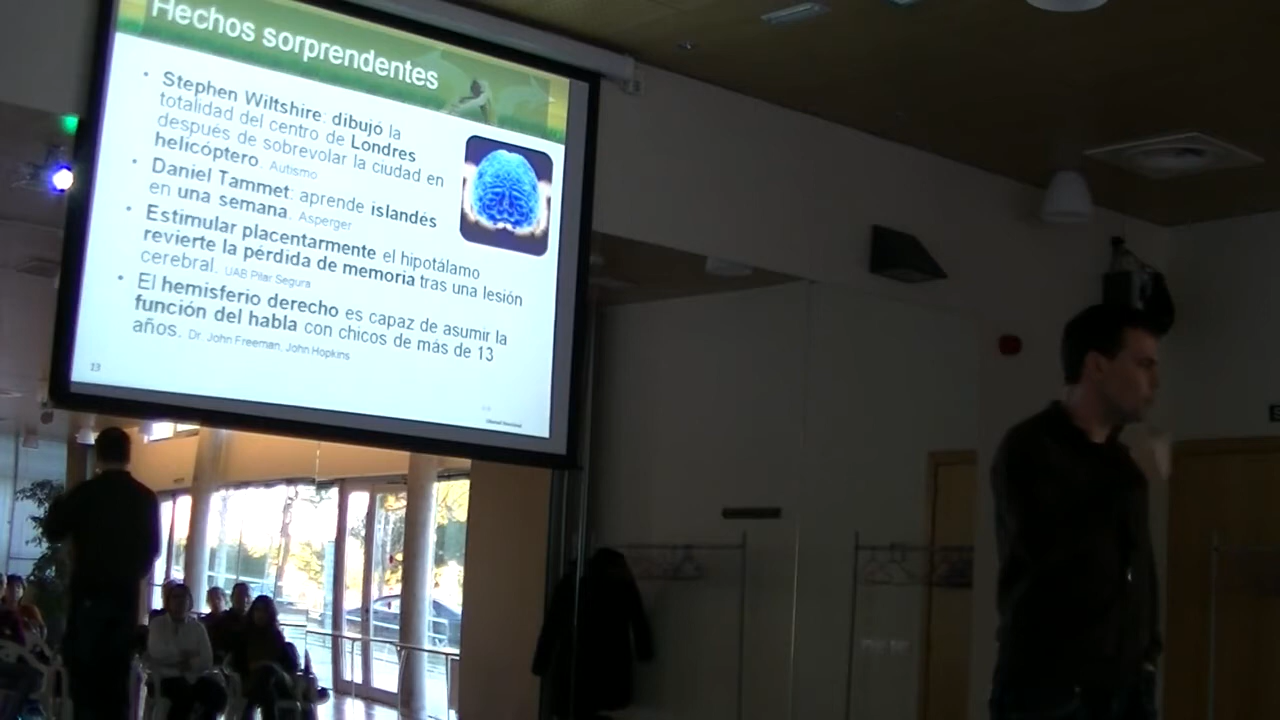 Hechos sorprendentes
• Stephen Wiltshire: dibujó la
totalidad del centro de Londres
después de sobrevolar la ciudad en
helicóptero. Autismo
• Daniel Tammet: aprende islandés
en una semana. Asperger
• Estimular placentarmente el hipotálamo
revierte la pérdida de memoria tras una lesión
cerebral. UAB Pilar Segura
• El hemisferio derecho es capaz de asumir la
función del habla con chicos de más de 13
años. Dr. John Freeman, John Hopkins
13